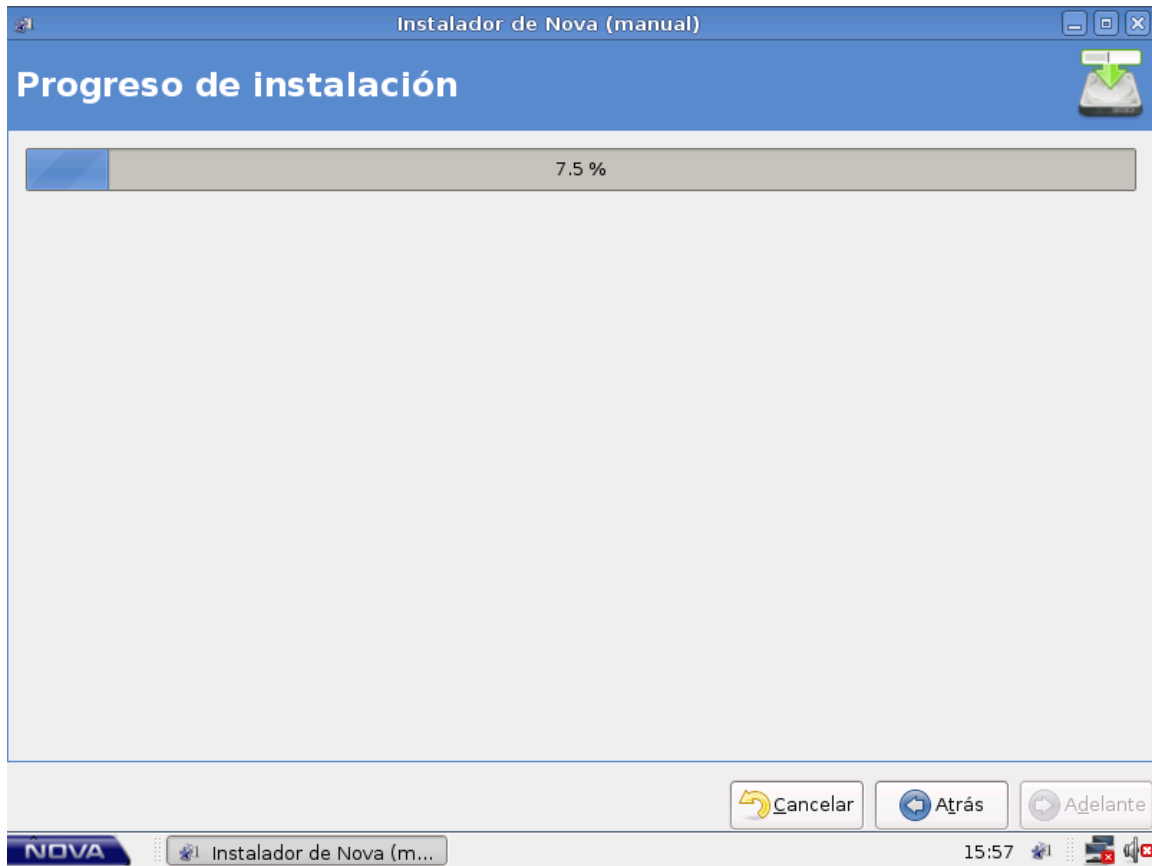 Instalador de Nova (manual)
Progreso de instalación
7.5 %
Cancelar
Atrás
Adelante
NOVA
Instalador de Nova (m...
15:57